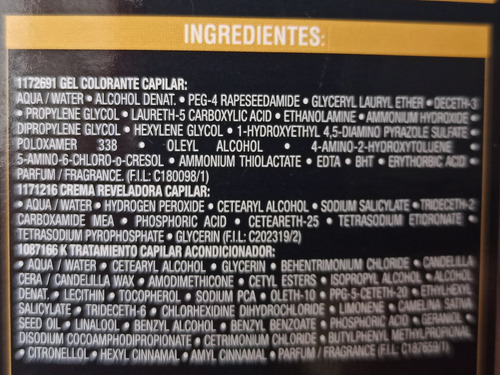 INGREDIENTES:
1172691 GEL COLORANTE CAPILAR:
AQUA / WATER • ALCOHOL DENAT. • PEG-4 RAPESEEDAMIDE • GLYCERYL LAURYL ETHER • DECETH-3
• PROPYLENE GLYCOL • LAURETH-5 CARBOXYLIC ACID • ETHANOLAMINE • AMMONIUM HYDROXIDE •
DIPROPYLENE GLYCOL • HEXYLENE GLYCOL • 1-HYDROXYETHYL 4,5-DIAMINO PYRAZOLE SULFATE •
POLOXAMER 338 • OLEYL ALCOHOL • 4-AMINO-2-HYDROXYTOLUENE •
5-AMINO-6-CHLORO-o-CRESOL • AMMONIUM THIOLACTATE • EDTA • BHT • ERYTHORBIC ACID •
PARFUM / FRAGRANCE. (F.I.L: C180098/1)
1171216 CREMA REVELADORA CAPILAR:
• AQUA / WATER • HYDROGEN PEROXIDE • CETEARYL ALCOHOL • SODIUM SALICYLATE • TRIDECETH-2
CARBOXAMIDE MEA • PHOSPHORIC ACID • CETEARETH-25 • TETRASODIUM ETIDRONATE •
TETRASODIUM PYROPHOSPHATE • GLYCERIN (F.I.L: C202319/2)
1087166 K TRATAMIENTO CAPILAR ACONDICIONADOR:
• AQUA / WATER • CETEARYL ALCOHOL • GLYCERIN • BEHENTRIMONIUM CHLORIDE • CANDELILLA
CERA / CANDELILLA WAX • AMODIMETHICONE • CETYL ESTERS • ISOPROPYL ALCOHOL • ALCOHOL
DENAT. • LECITHIN • TOCOPHEROL • SODIUM PCA • OLETH-10 • PPG-5-CETETH-20 • ETHYLHEXYL
SALICYLATE • TRIDECETH-6 • CHLORHEXIDINE DIHYDROCHLORIDE • LIMONENE • CAMELINA SATIVA
SEED OIL • LINALOOL • BENZYL ALCOHOL • BENZYL BENZOATE • PHOSPHORIC ACID • GERANIOL •
DISODIUM COCOAMPHODIPROPIONATE • CETRIMONIUM CHLORIDE • BUTYLPHENYL METHYLPROPIONAL
• CITRONELLOL • HEXYL CINNAMAL • AMYL CINNAMAL • PARFUM / FRAGRANCE (F.I.L: C187659/1)